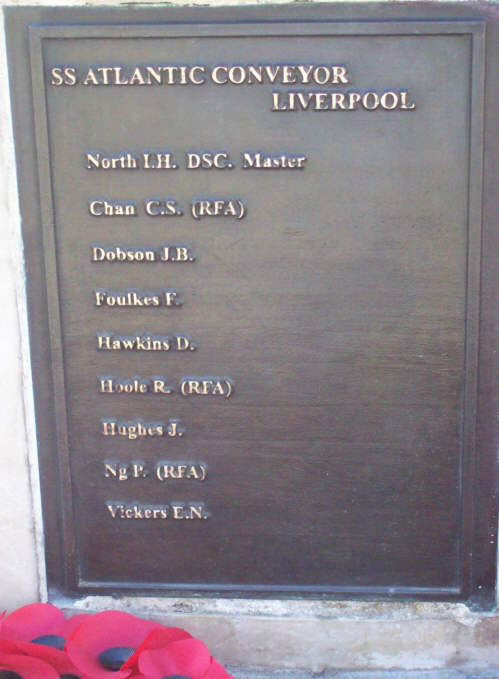 SS ATLANTIC CONVEYOR
LIVERPOOL
North I.H. DSC. Master
Chan C.S. (RFA)
Dobson J.B.
Foulkes F.
Hawkins D.
Hoole R. (RFA)
Hughes J.
Ng P. (RFA)
Vickers E.N.